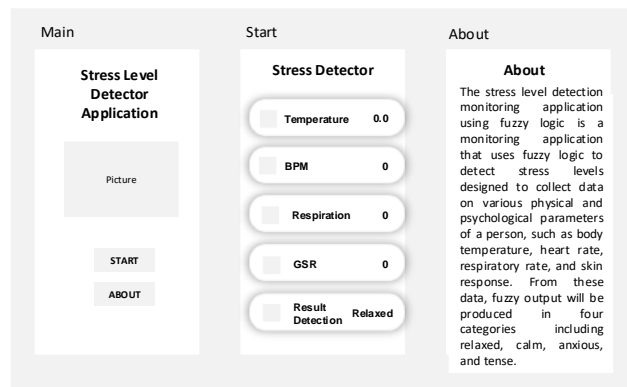 Main
Stress Level
Detector
Application
Picture
START
ABOUT
Start
Stress Detector
Temperature 0.0
BPM 0
Respiration 0
GSR 0
Result
Detection Relaxed
About
About
The stress level detection
monitoring application
using fuzzy logic is a
monitoring application
that uses fuzzy logic to
detect stress levels
designed to collect data
on various physical and
psychological parameters
of a person, such as body
temperature, heart rate,
respiratory rate, and skin
response. From these
data, fuzzy output will be
produced in four
categories including
relaxed, calm, anxious,
and tense.